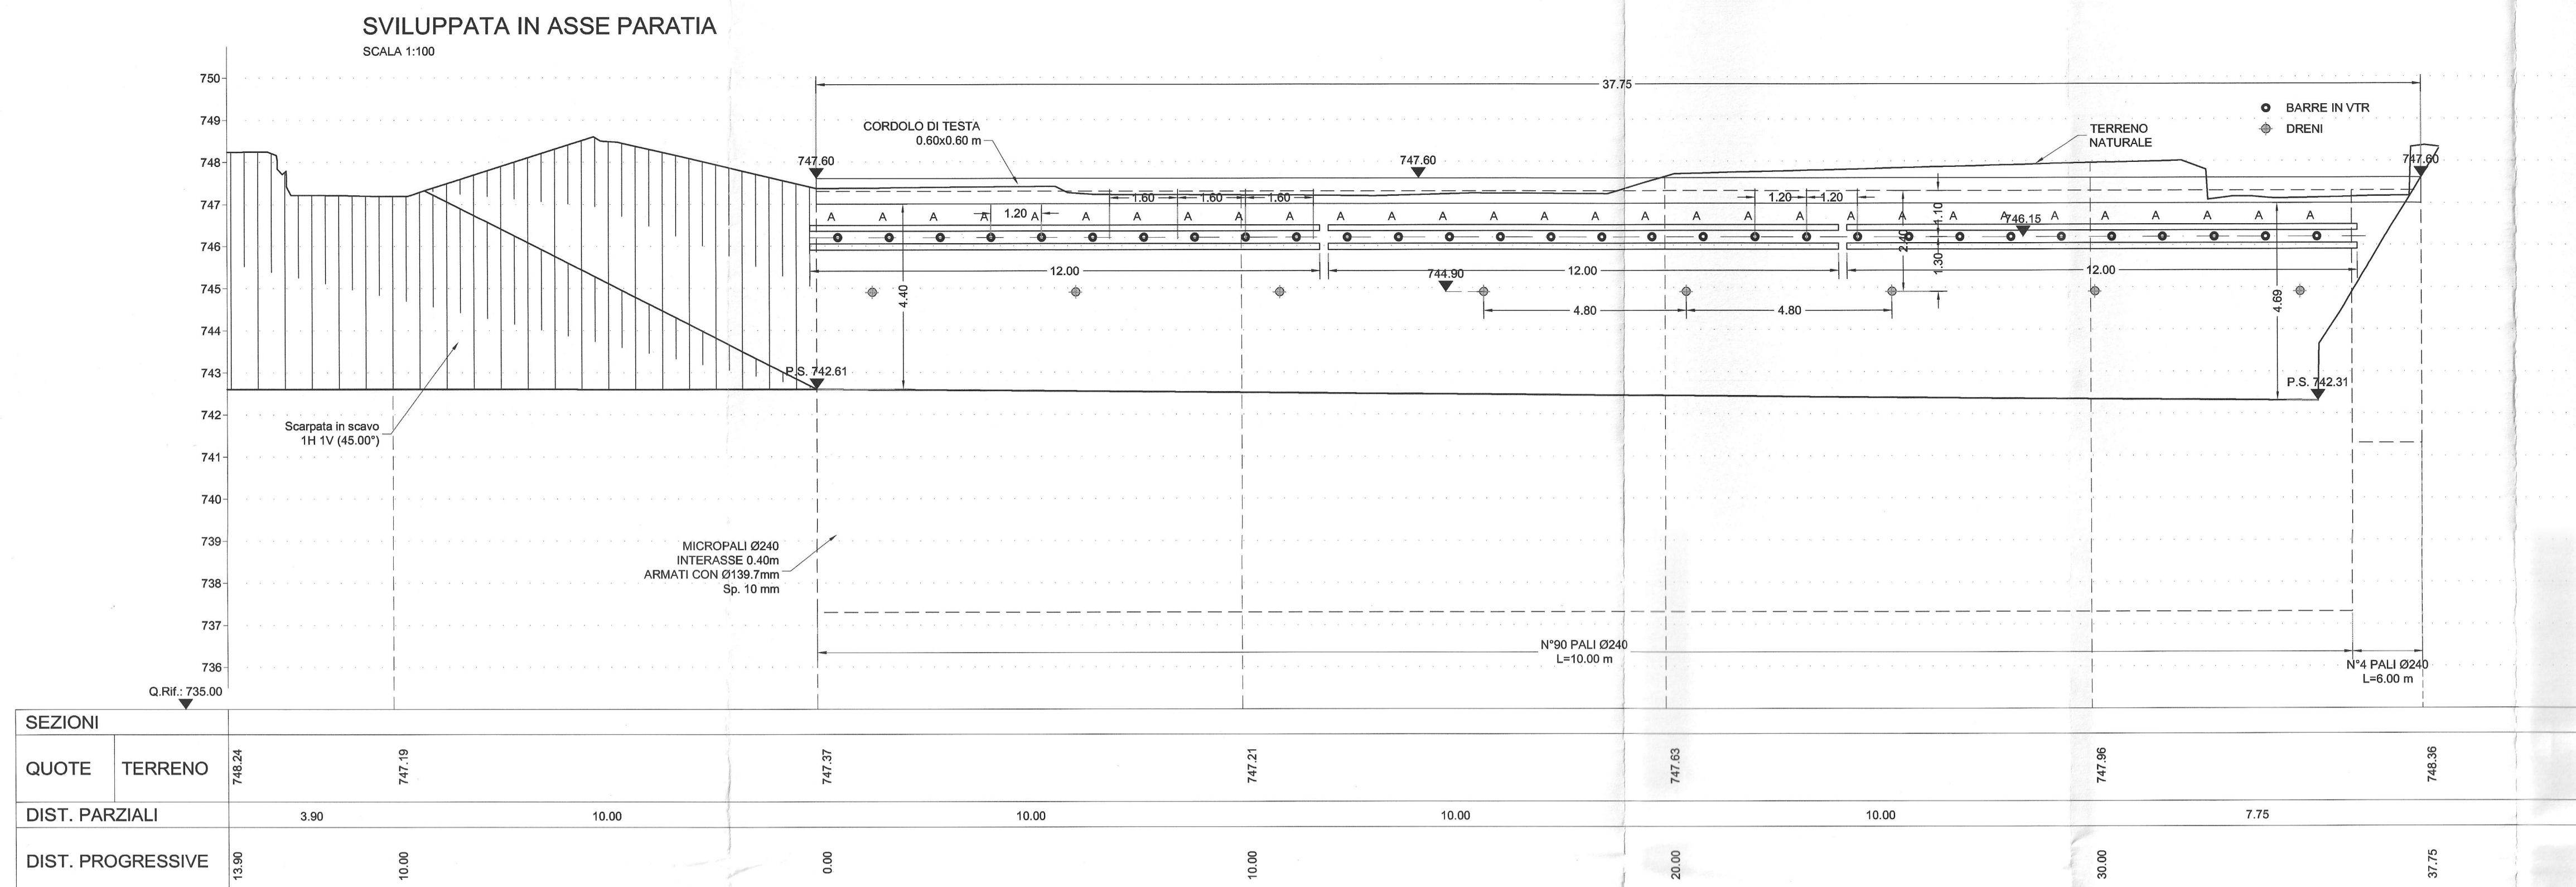 SVILUPPATA IN ASSE PARATIA
SCALA 1:100
750
749
748
747
746
745
744
743
742
741
740
739
738
737
736
Q.Rif.: 735.00
37.75
BARRE IN VTR
DRENI
CORDOLO DI TESTA
0.60x0.60 m
TERRENO
NATURALE
747.60
747.60
747.60
1.60
1.60
1.60
1.20
1.20
1.20
A A A A A A A A A A A A A A A A A A A A A A A A A A A A A A
746.15
1.10
2.40
1.30
12.00
12.00
12.00
744.90
4.40
4.80
4.80
4.69
P.S. 742.61
P.S. 742.31
Scarpata in scavo
1H 1V (45.00°)
MICROPALI Ø240
INTERASSE 0.40m
ARMATI CON Ø139.7mm
Sp. 10 mm
N°90 PALI Ø240
L=10.00 m
N°4 PALI Ø240
L=6.00 m
SEZIONI
QUOTE TERRENO 748.24 747.19 747.37 747.21 747.63 747.96 748.36
DIST. PARZIALI 3.90 10.00 10.00 10.00 10.00 7.75
DIST. PROGRESSIVE 13.90 10.00 0.00 10.00 20.00 30.00 37.75